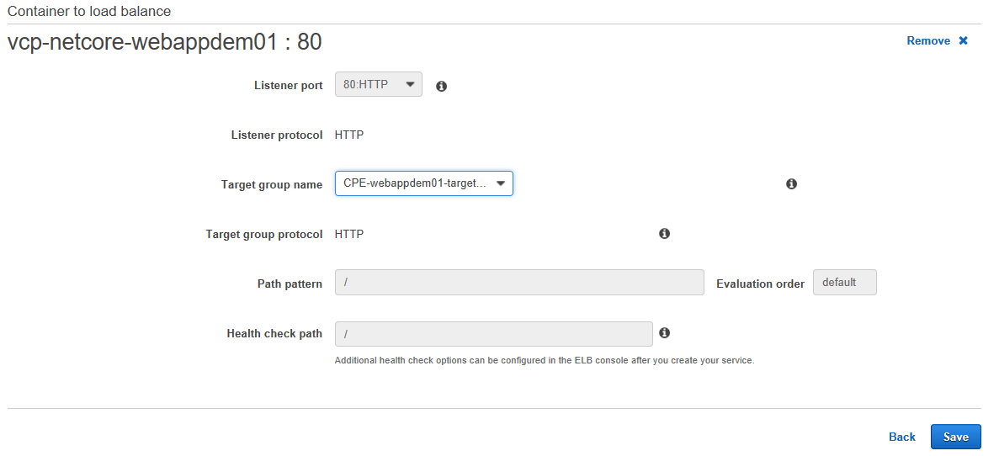 Container to load balance
vcp-netcore-webappdem01 : 80
Remove ✖
Listener port 80:HTTP
Listener protocol HTTP
Target group name CPE-webappdem01-target...
Target group protocol HTTP
Path pattern / Evaluation order default
Health check path /
Additional health check options can be configured in the ELB console after you create your service.
Back Save